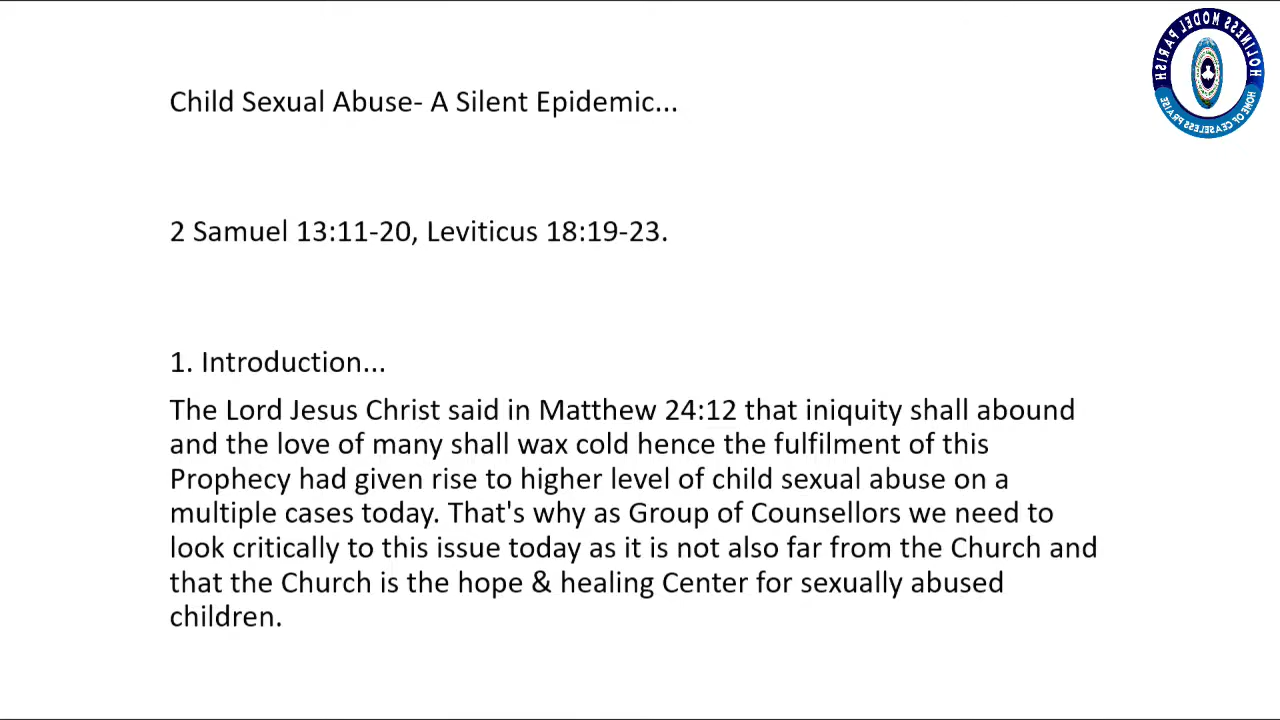 HOLINESS MODEL PARISH
HOME OF CEASELESS PRAISE
Child Sexual Abuse- A Silent Epidemic...
2 Samuel 13:11-20, Leviticus 18:19-23.
1. Introduction...
The Lord Jesus Christ said in Matthew 24:12 that iniquity shall abound
and the love of many shall wax cold hence the fulfilment of this
Prophecy had given rise to higher level of child sexual abuse on a
multiple cases today. That's why as Group of Counsellors we need to
look critically to this issue today as it is not also far from the Church and
that the Church is the hope & healing Center for sexually abused
children.